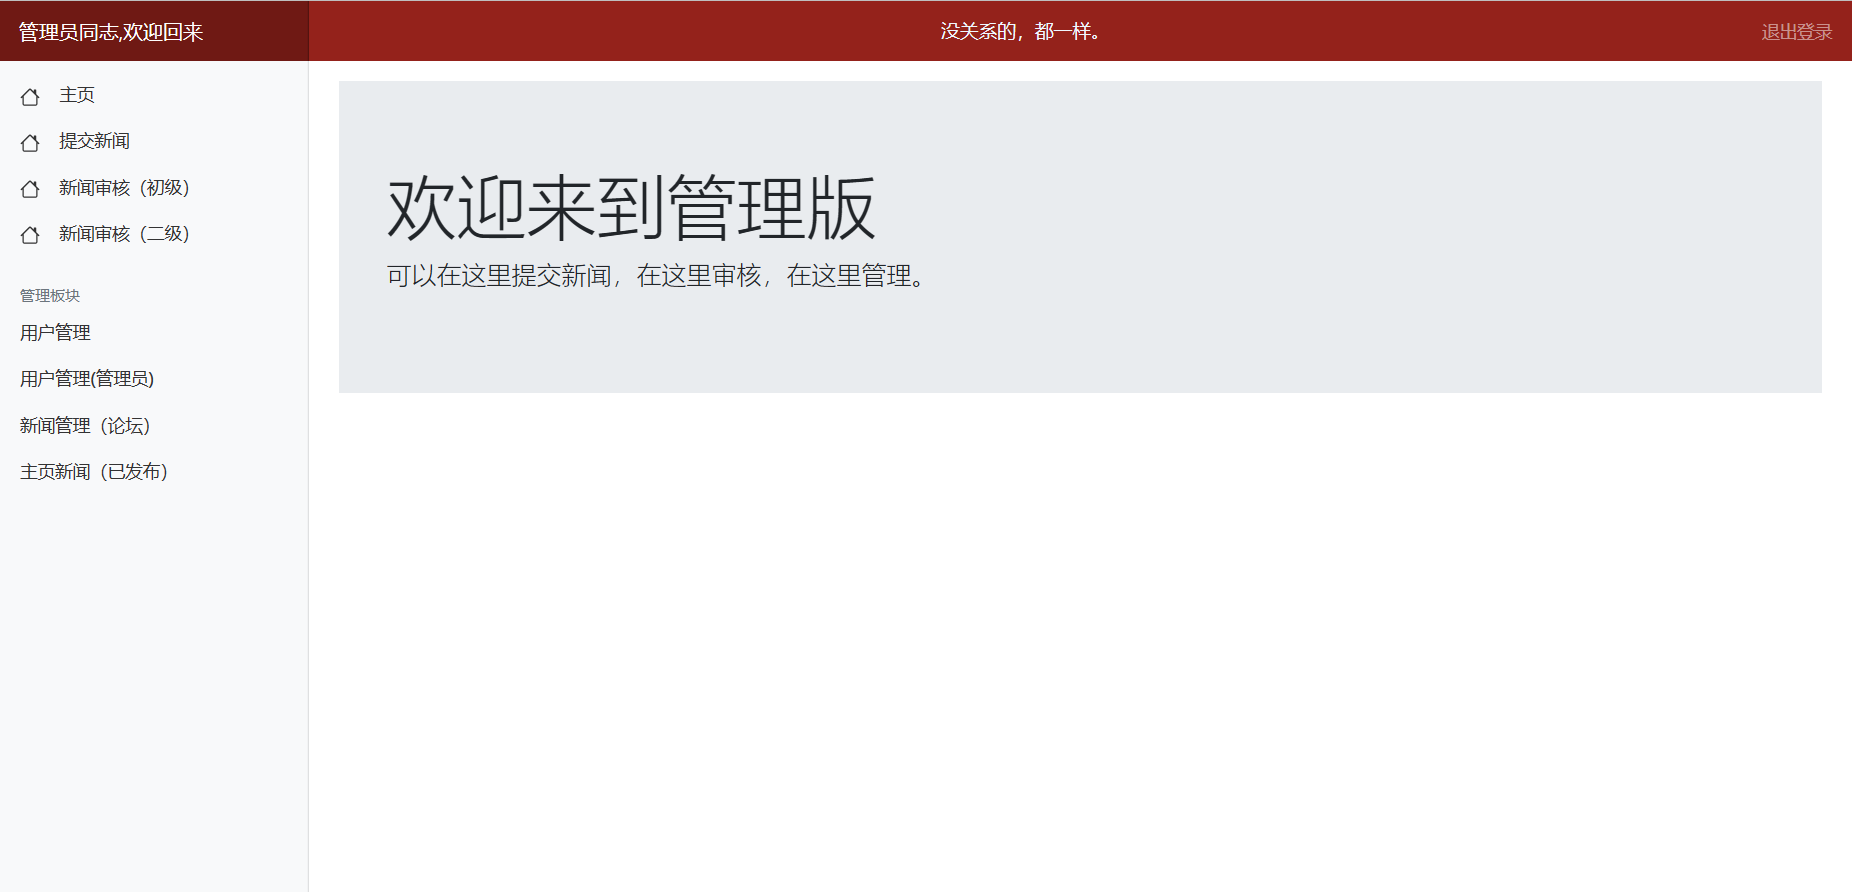 管理员同志,欢迎回来
没关系的，都一样。
退出登录
主页
提交新闻
新闻审核（初级）
新闻审核（二级）
管理板块
用户管理
用户管理(管理员)
新闻管理（论坛）
主页新闻（已发布）
欢迎来到管理版
可以在这里提交新闻，在这里审核，在这里管理。